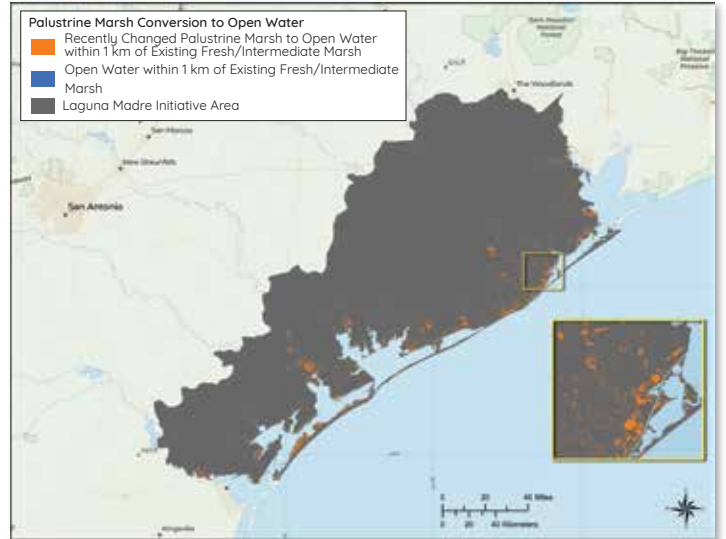 Palustrine Marsh Conversion to Open Water
Recently Changed Palustrine Marsh to Open Water
within 1 km of Existing Fresh/Intermediate Marsh
Open Water within 1 km of Existing Fresh/Intermediate
Marsh
Laguna Madre Initiative Area
Sam Houston
National
Forest
Big Thicket
National
Preserve
The Woodlands
San Marcos
New Braunfels
San Antonio
Kingsville
0 20 40 Miles
0 20 40 Kilometers